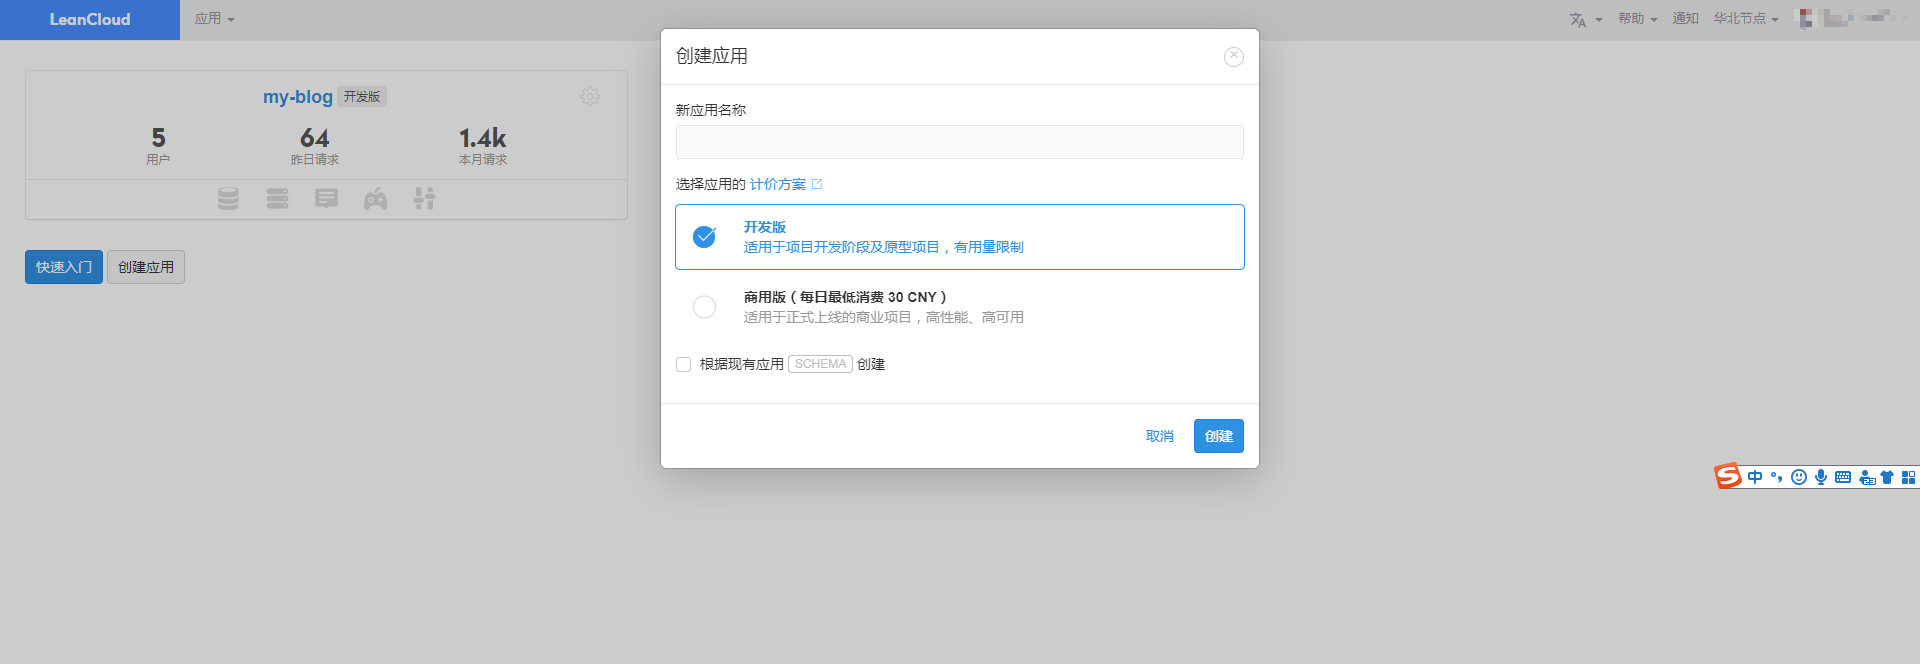 LeanCloud
应用
帮助
通知
华北节点
my-blog 开发版
5
用户
64
昨日请求
1.4k
本月请求
快速入门
创建应用
创建应用
新应用名称
选择应用的 计价方案
开发版
适用于项目开发阶段及原型项目，有用量限制
商用版（每日最低消费 30 CNY）
适用于正式上线的商业项目，高性能、高可用
根据现有应用 SCHEMA 创建
取消
创建
中